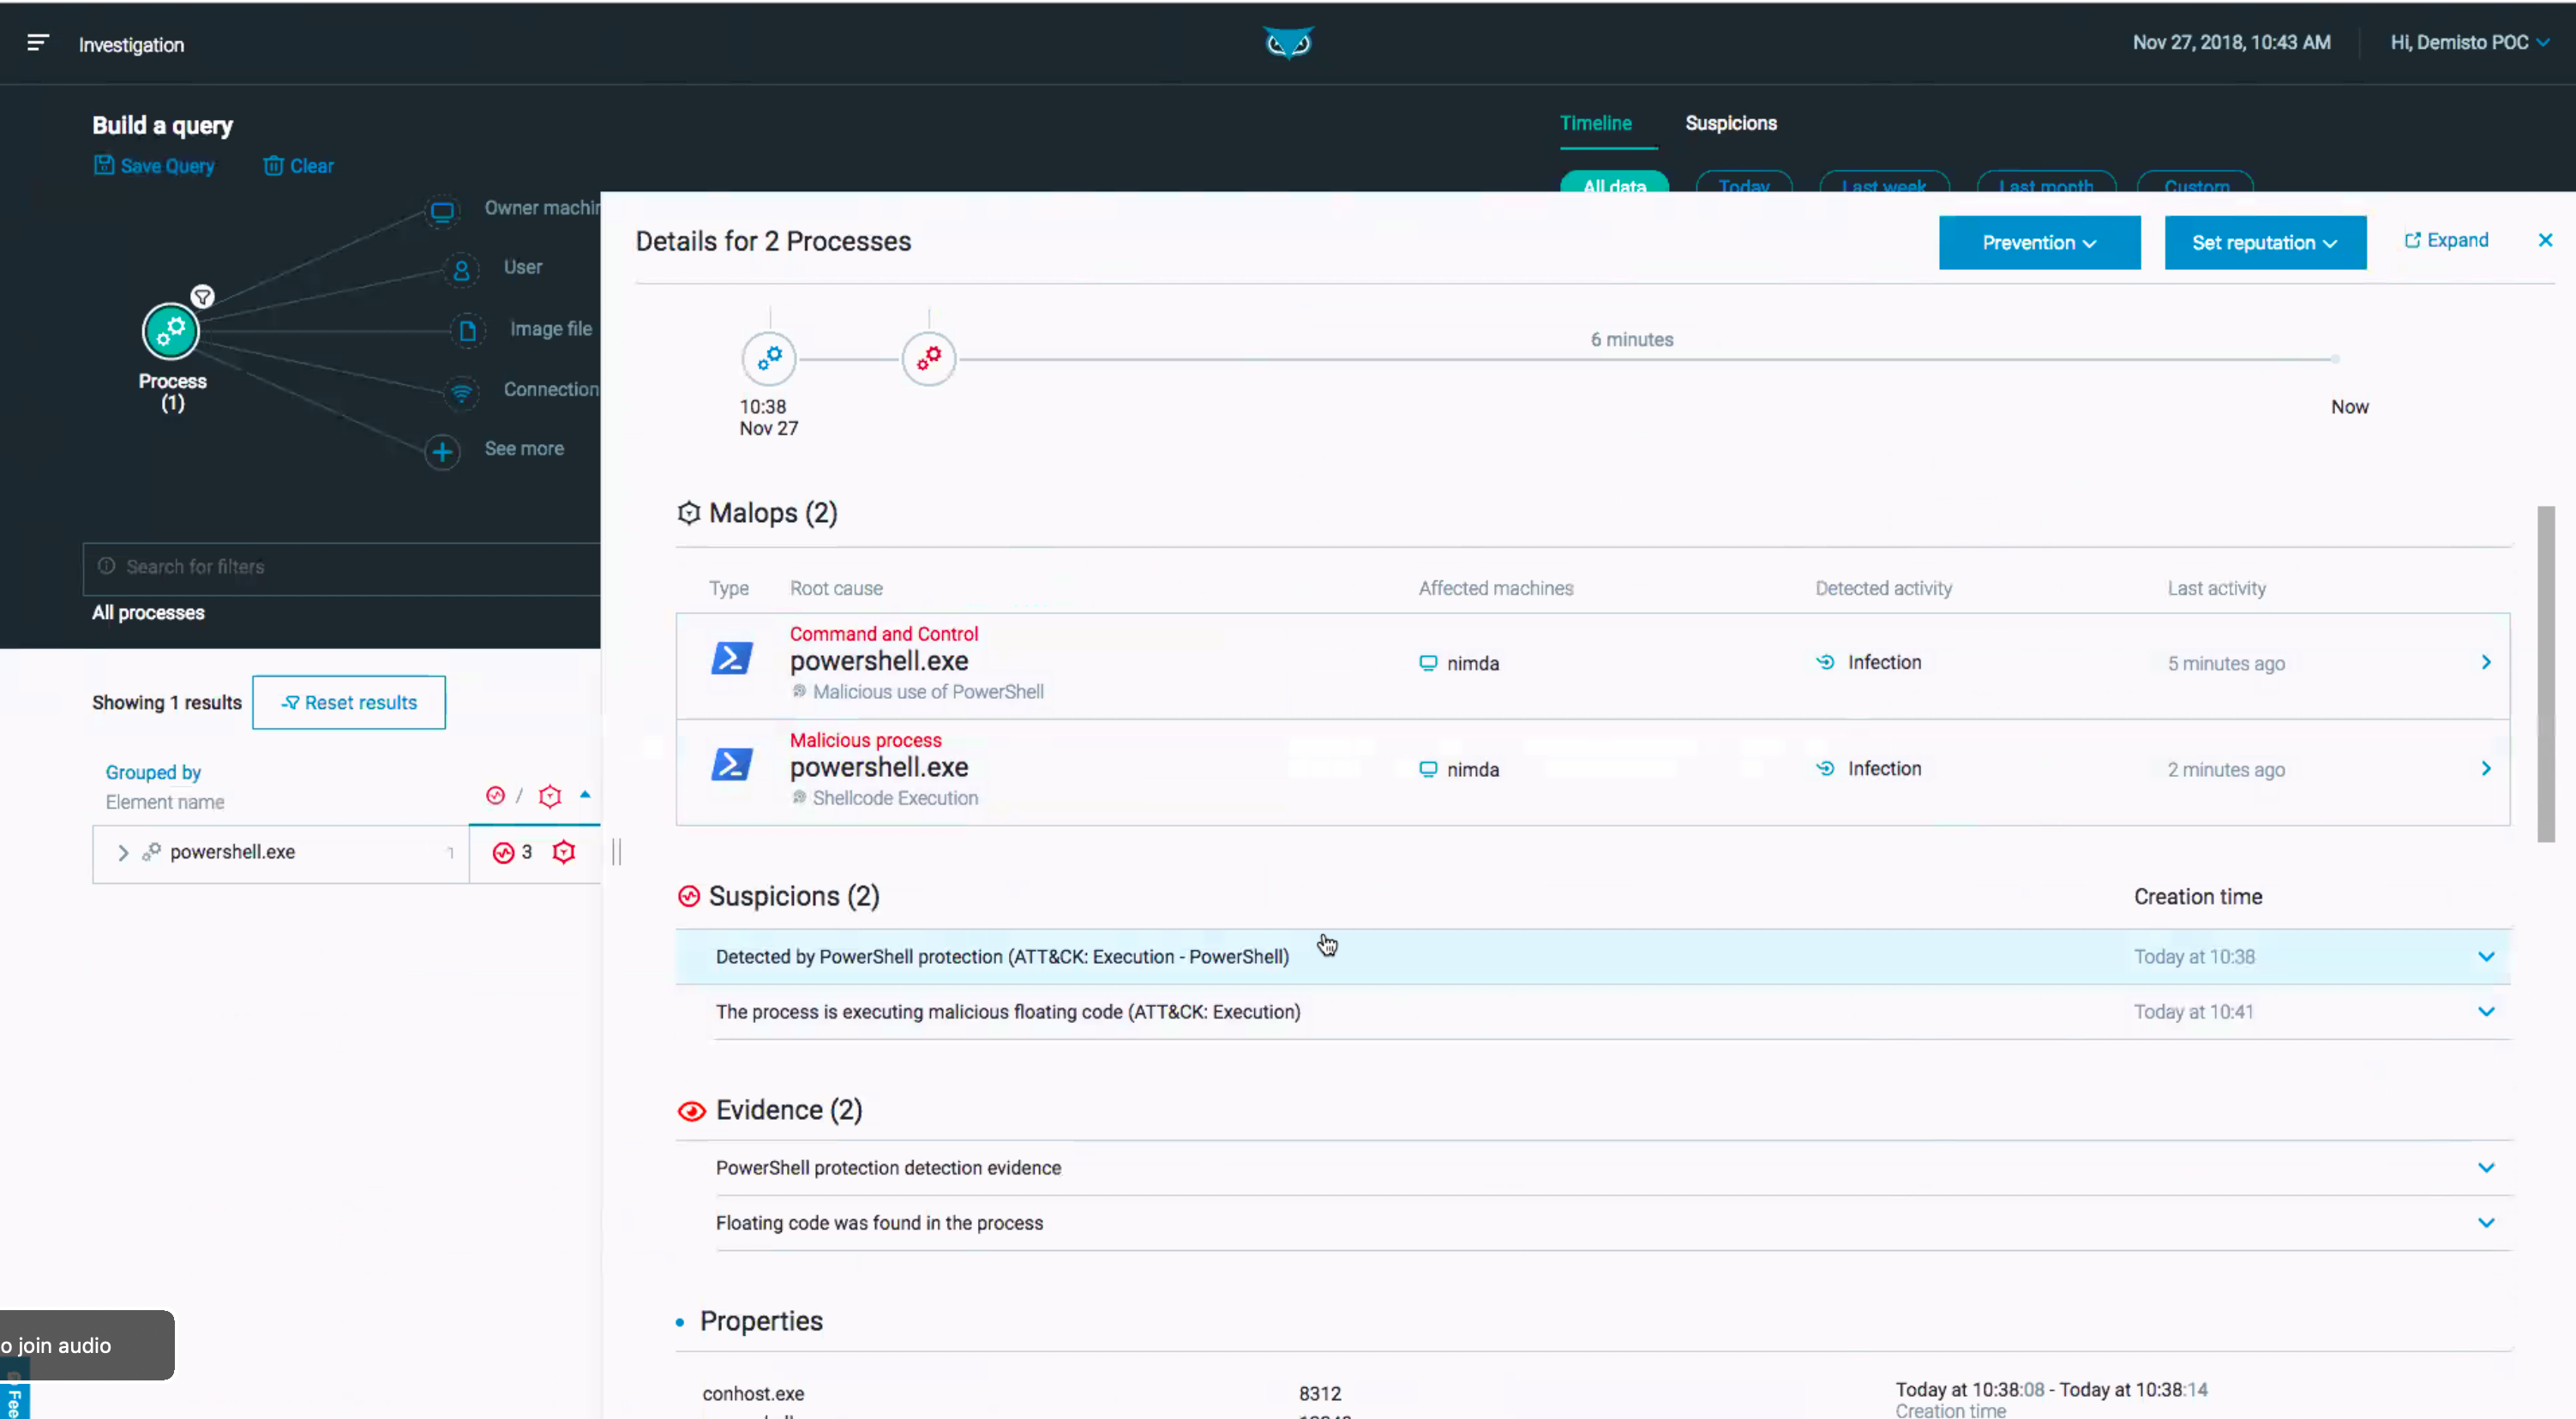 Investigation
Nov 27, 2018, 10:43 AM
Hi, Demisto POC
Build a query
Save Query
Clear
Timeline
Suspicions
All data
Today
Last week
Last month
Custom
Owner machin
User
Image file
Connection
See more
Process
(1)
Search for filters
All processes
Showing 1 results
Reset results
Grouped by
Element name
/
powershell.exe
1
3
Details for 2 Processes
Prevention
Set reputation
Expand
6 minutes
10:38
Nov 27
Now
Malops (2)
Type
Root cause
Affected machines
Detected activity
Last activity
Command and Control
powershell.exe
Malicious use of PowerShell
nimda
Infection
5 minutes ago
Malicious process
powershell.exe
Shellcode Execution
nimda
Infection
2 minutes ago
Suspicions (2)
Creation time
Detected by PowerShell protection (ATT&CK: Execution - PowerShell)
Today at 10:38
The process is executing malicious floating code (ATT&CK: Execution)
Today at 10:41
Evidence (2)
PowerShell protection detection evidence
Floating code was found in the process
Properties
conhost.exe
8312
Today at 10:38:08 - Today at 10:38:14
Creation time
o join audio
Fee